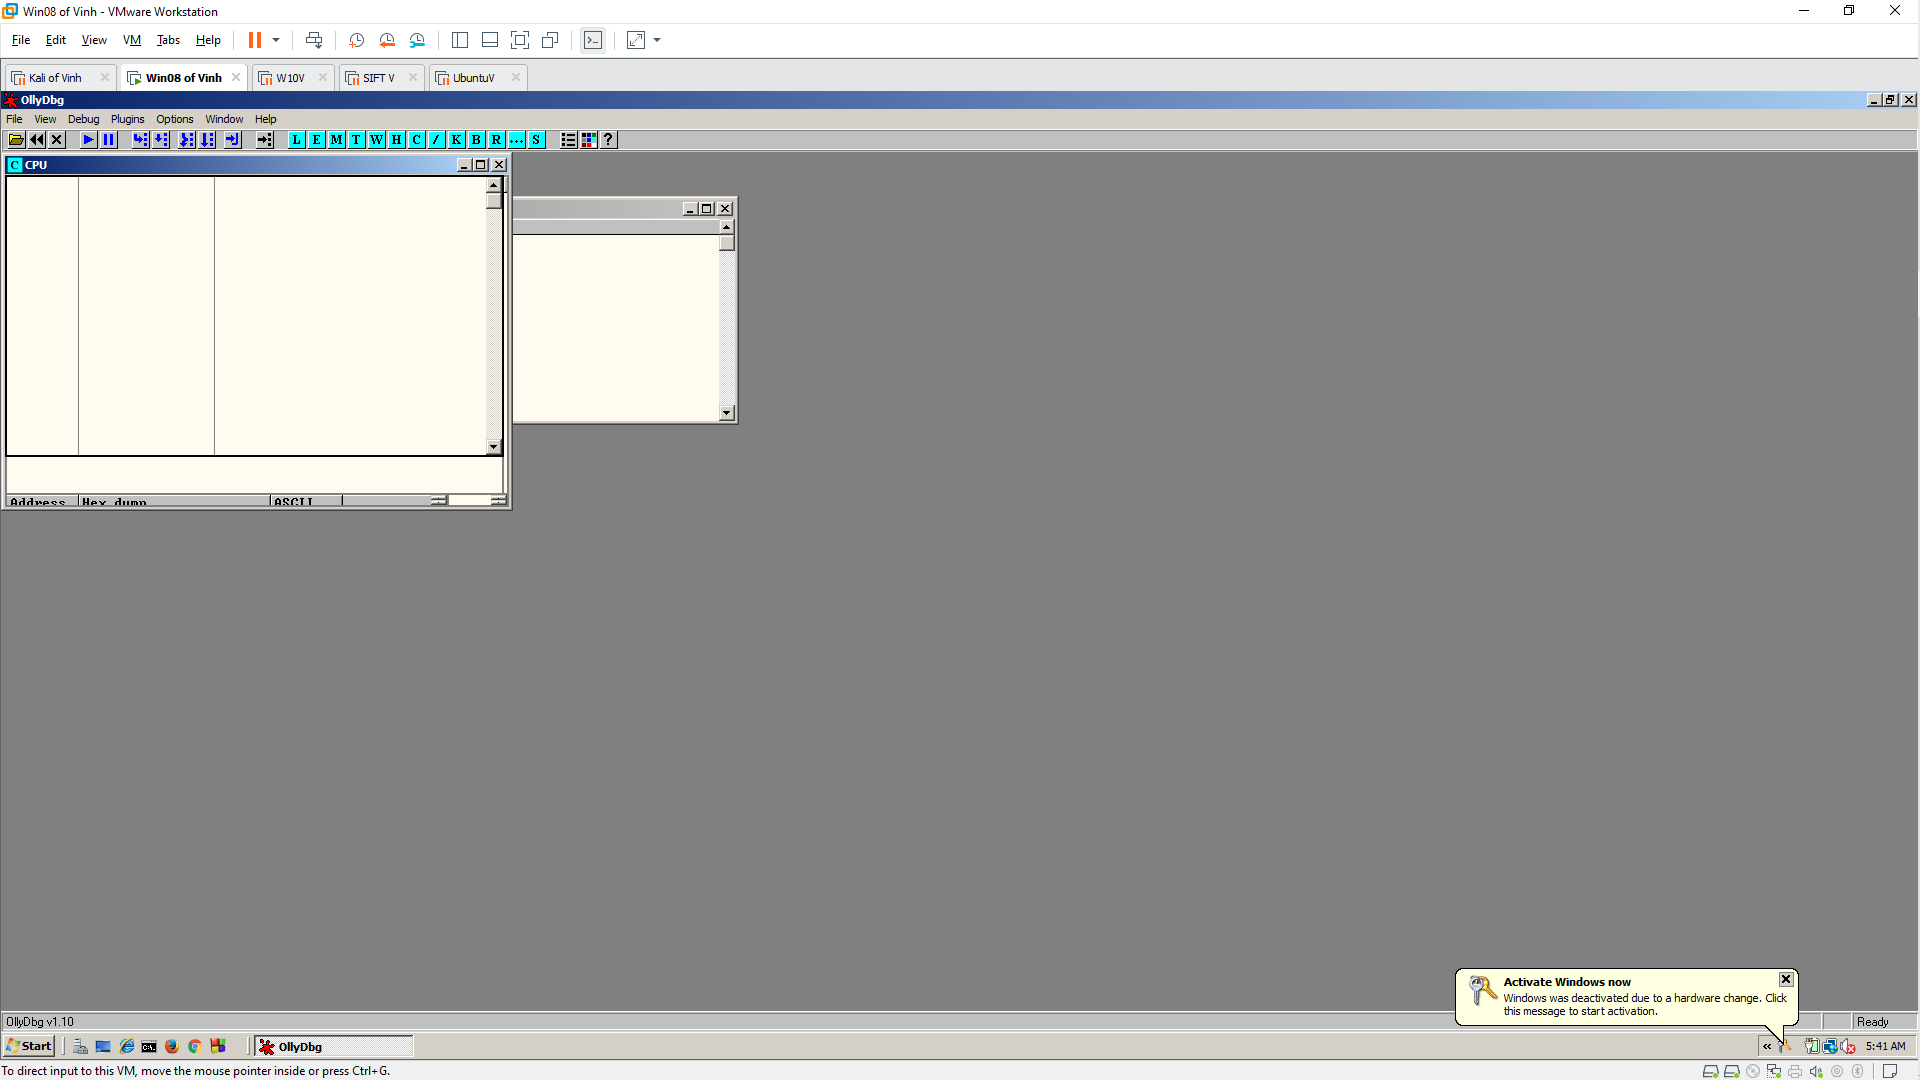 Win08 of Vinh - VMware Workstation
File Edit View VM Tabs Help
Kali of Vinh Win08 of Vinh W10V SIFT V UbuntuV
OllyDbg
File View Debug Plugins Options Window Help
L E M T W H C / K B R ... S ?
C CPU
Address Hex dump ASCII
Activate Windows now
Windows was deactivated due to a hardware change. Click
this message to start activation.
OllyDbg v1.10 Ready
Start OllyDbg « 5:41 AM
To direct input to this VM, move the mouse pointer inside or press Ctrl+G.